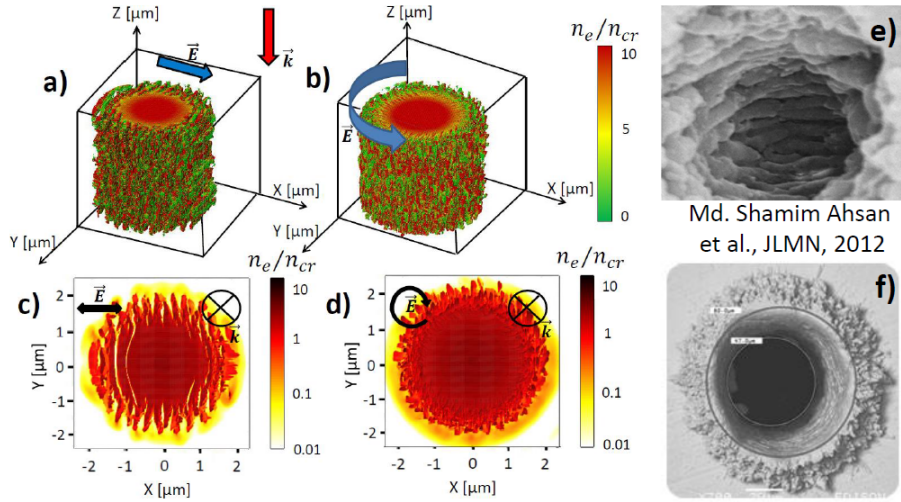 Z [μm]
a)
E
k
X [μm]
Y [μm]
Z [μm]
b)
E
X [μm]
Y [μm]
n_e/n_cr
10
5
0
e)
Md. Shamim Ahsan
et al., JLMN, 2012
c)
E
k
2
1
0
-1
-2
Y [μm]
-2 -1 0 1 2
X [μm]
n_e/n_cr
10
1
0.1
0.01
d)
E
k
2
1
0
-1
-2
Y [μm]
-2 -1 0 1 2
X [μm]
n_e/n_cr
10
1
0.1
0.01
f)